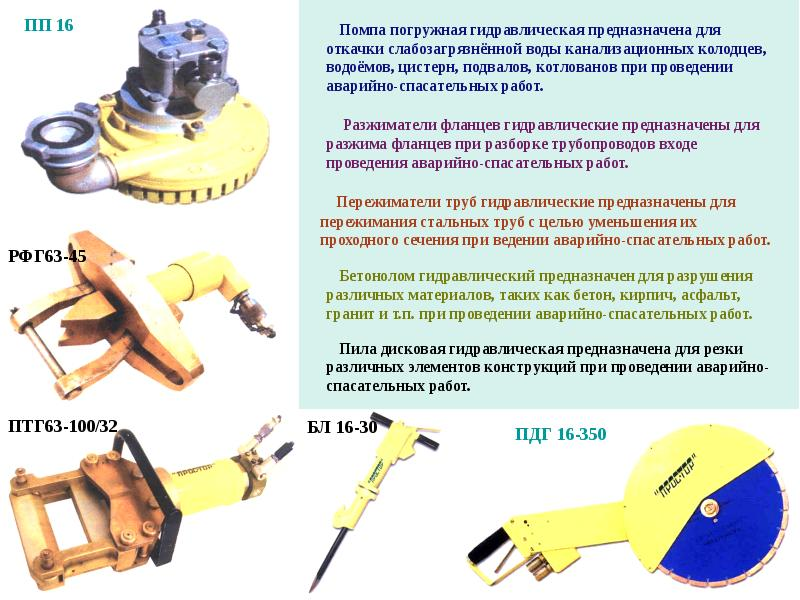 ПП 16
Помпа погружная гидравлическая предназначена для
откачки слабозагрязнённой воды канализационных колодцев,
водоёмов, цистерн, подвалов, котлованов при проведении
аварийно-спасательных работ.
Разжиматели фланцев гидравлические предназначены для
разжима фланцев при разборке трубопроводов входе
проведения аварийно-спасательных работ.
Пережиматели труб гидравлические предназначены для
пережимания стальных труб с целью уменьшения их
проходного сечения при ведении аварийно-спасательных работ.
Бетонолом гидравлический предназначен для разрушения
различных материалов, таких как бетон, кирпич, асфальт,
гранит и т.п. при проведении аварийно-спасательных работ.
Пила дисковая гидравлическая предназначена для резки
различных элементов конструкций при проведении аварийно-
спасательных работ.
РФГ63-45
ПТГ63-100/32
"ПРОСТОР"
БЛ 16-30
ПДГ 16-350
"ПРОСТОР"